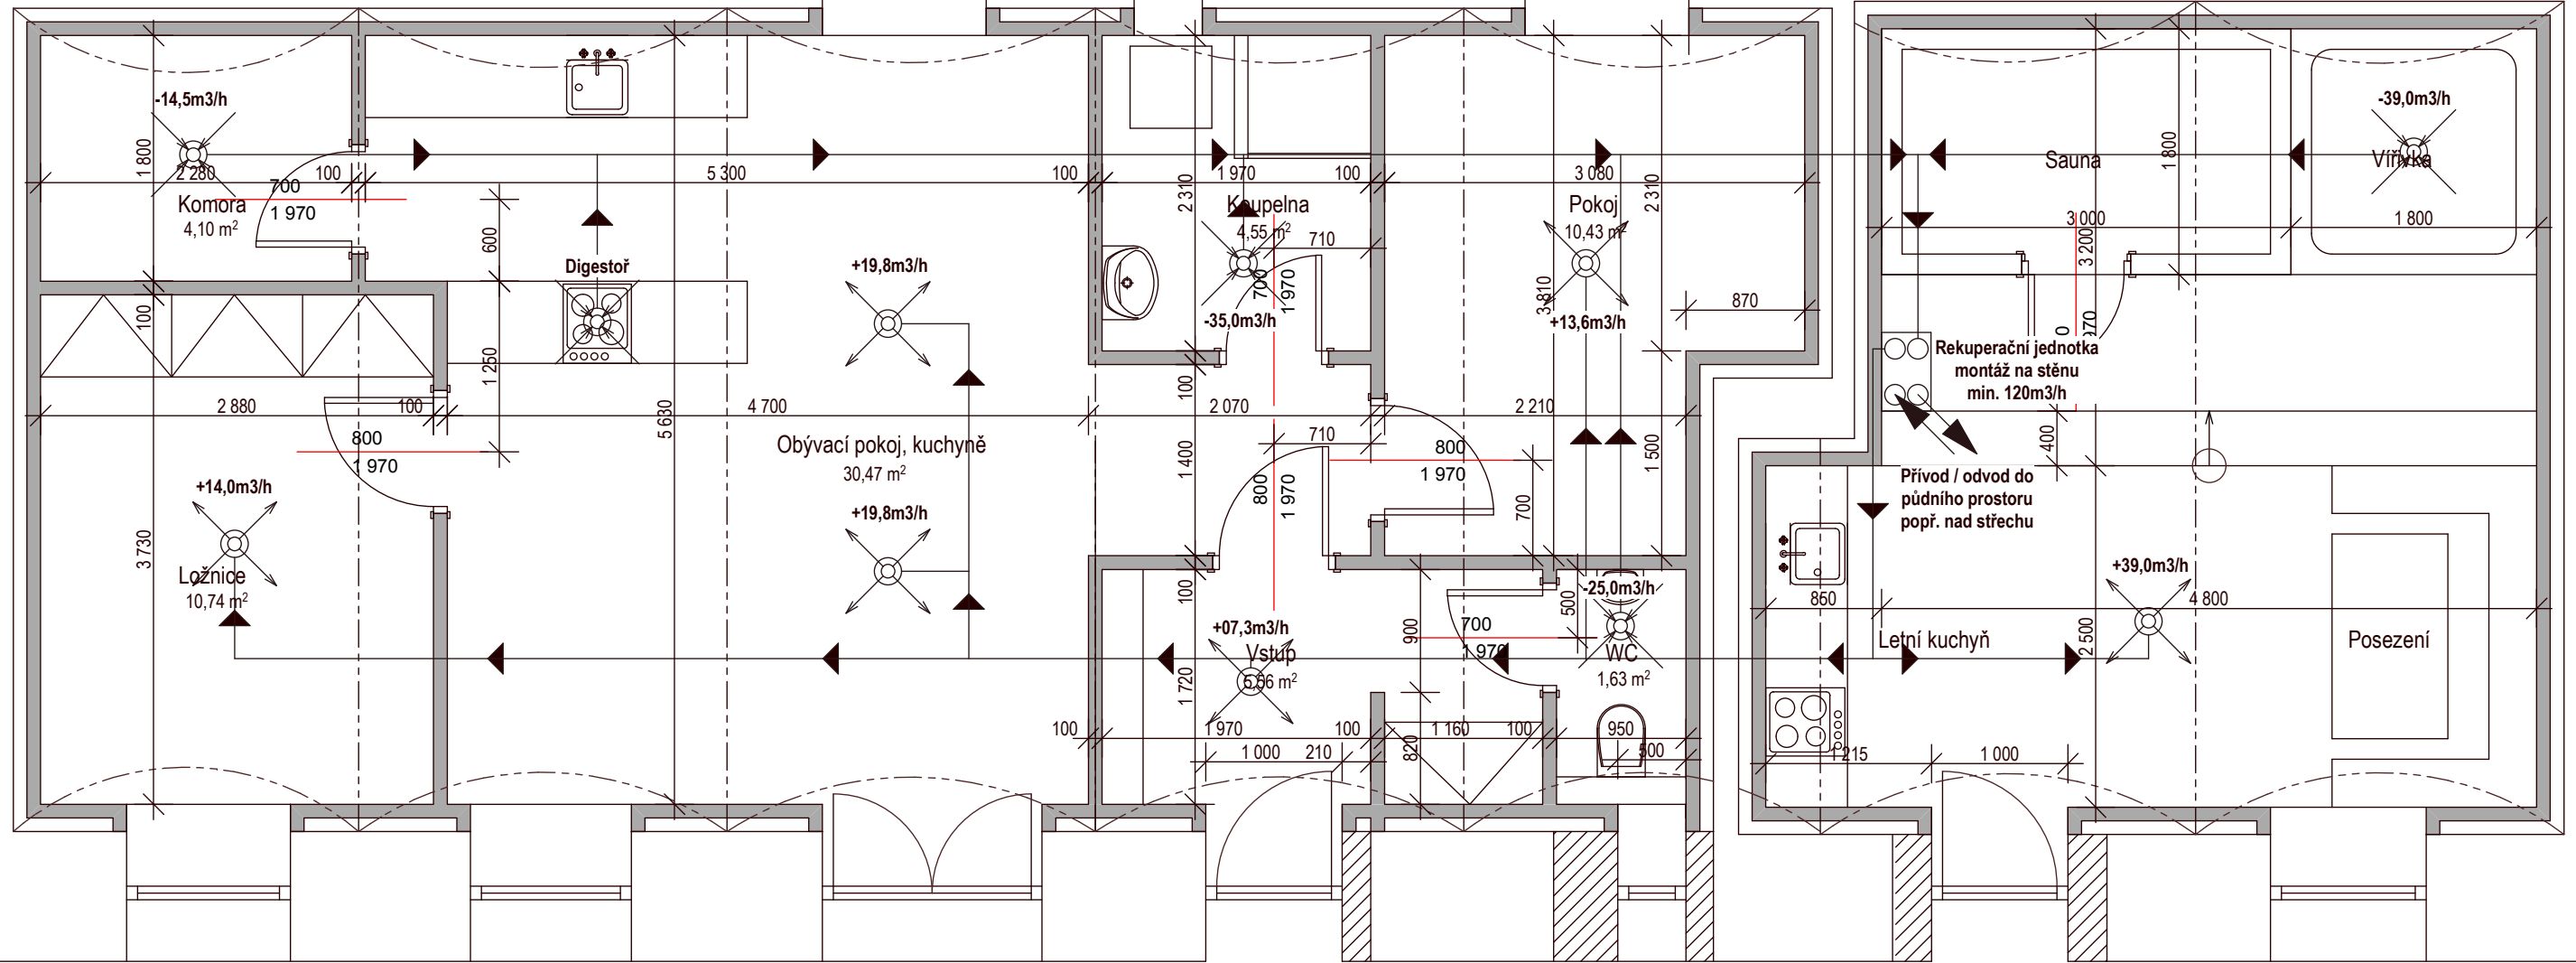 -14,5m3/h
-39,0m3/h
1 800
2 280
700
1 970
100
5 300
100
1 970
100
3 080
Sauna
1 800
Vířivka
Komora
4,10 m2
2 310
Koupelna
4,55 m2
Pokoj
10,43 m2
2 310
3 000
3 200
1 800
600
710
Digestoř
+19,8m3/h
700
1 970
-35,0m3/h
3 810
+13,6m3/h
870
100
1 250
Rekuperační jednotka
montáž na stěnu
min. 120m3/h
2 880
100
4 700
5 630
100
2 070
2 210
800
1 970
Obývací pokoj, kuchyně
30,47 m2
1 400
710
800
1 970
1 500
400
+14,0m3/h
+19,8m3/h
800
1 970
700
Přívod / odvod do
půdního prostoru
popř. nad střechu
3 730
Ložnice
10,74 m2
100
-25,0m3/h
500
+39,0m3/h
850
4 800
+07,3m3/h
Vstup
5,56 m2
900
700
1 970
WC
1,63 m2
Letní kuchyň
2 500
Posezení
1 720
100
1 970
100
1 160
100
950
1 000
210
820
500
1 215
1 000